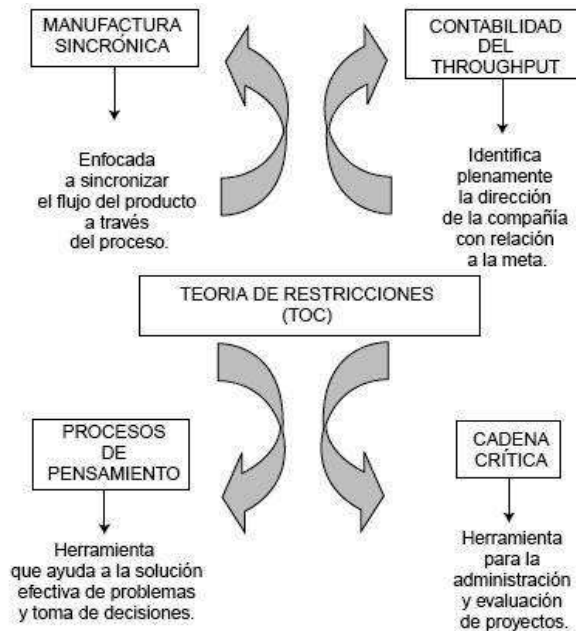 MANUFACTURA
SINCRÓNICA
Enfocada
a sincronizar
el flujo del producto
a través
del proceso.
CONTABILIDAD
DEL
THROUGHPUT
Identifica
plenamente
la dirección
de la compañía
con relación
a la meta.
TEORIA DE RESTRICCIONES
(TOC)
PROCESOS
DE
PENSAMIENTO
Herramienta
que ayuda a la solución
efectiva de problemas
y toma de decisiones.
CADENA
CRÍTICA
Herramienta
para la
administración
y evaluación
de proyectos.